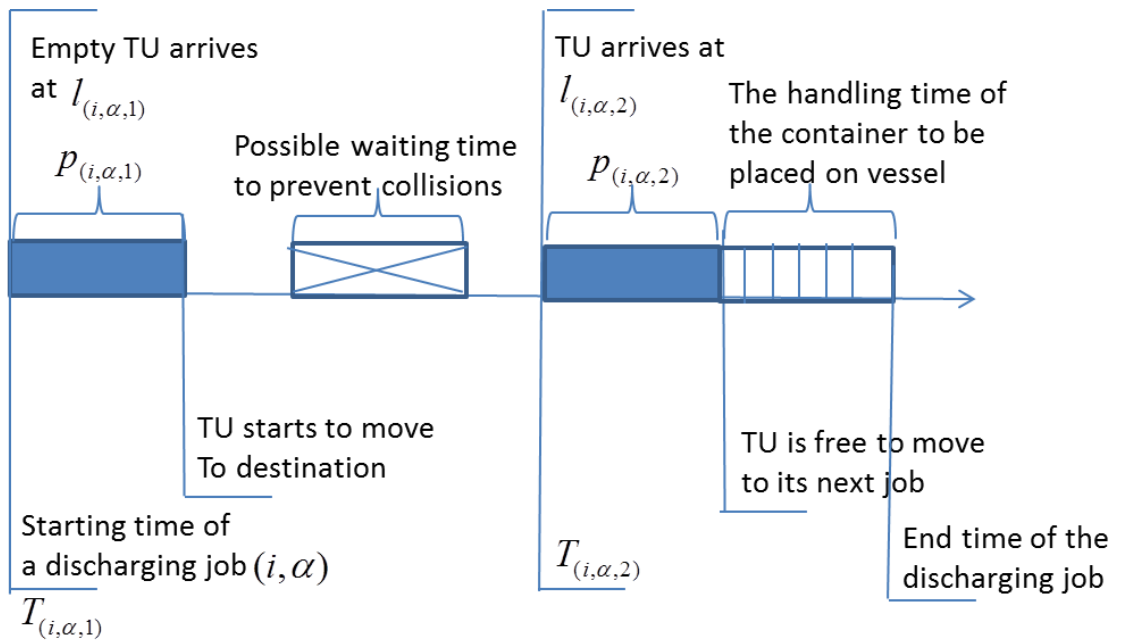 Empty TU arrives
at l(i,α,1)
p(i,α,1)
Possible waiting time
to prevent collisions
TU arrives at
l(i,α,2)
p(i,α,2)
The handling time of
the container to be
placed on vessel
TU starts to move
To destination
TU is free to move
to its next job
Starting time of
a discharging job (i,α)
T(i,α,1)
T(i,α,2)
End time of the
discharging job